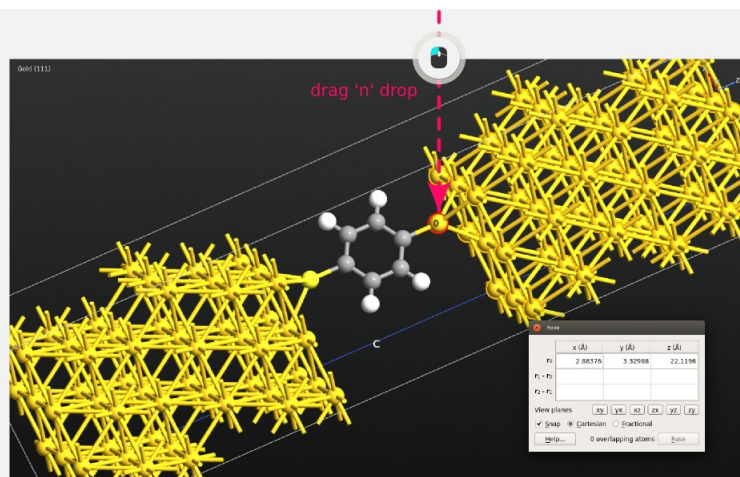 Gold (111)
drag 'n' drop
z
0
C
Move
x (Å) y (Å) z (Å)
r₀ 2.88376 3.32988 22.1196
r₁ - r₀
r₂ - r₁
View planes xy yx xz zx yz zy
Snap Cartesian Fractional
Help... 0 overlapping atoms Fuse